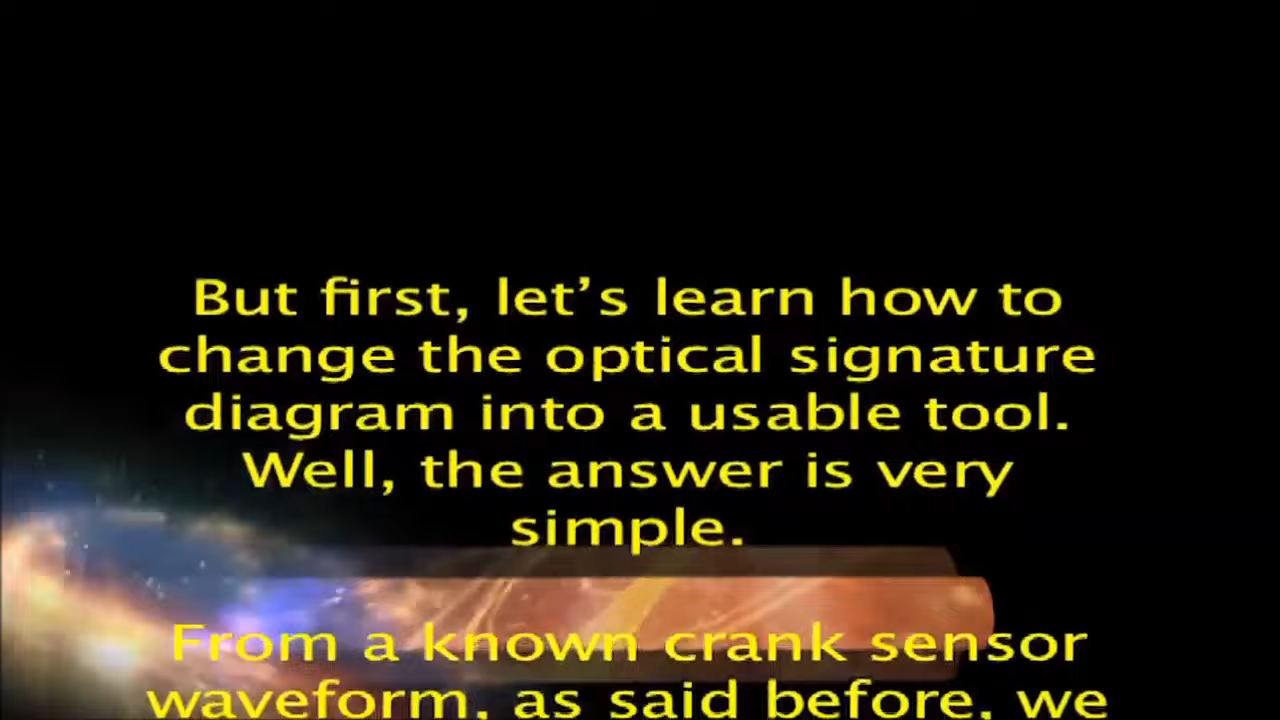 But first, let’s learn how to
change the optical signature
diagram into a usable tool.
Well, the answer is very
simple.
From a known crank sensor
waveform, as said before, we